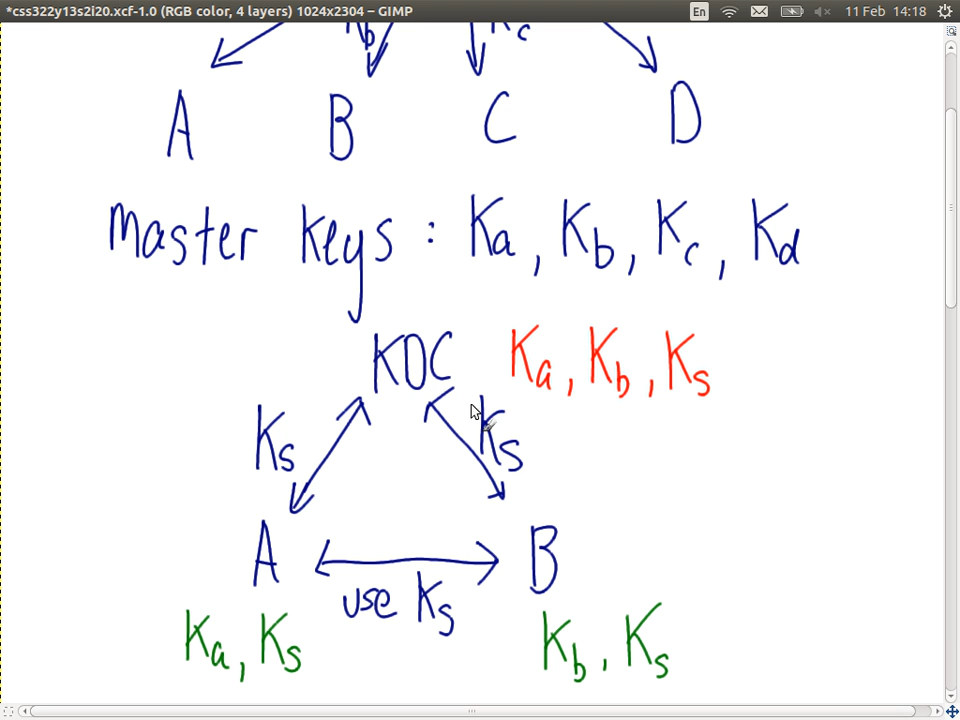 *css322y13s2i20.xcf-1.0 (RGB color, 4 layers) 1024x2304 – GIMP
En
11 Feb 14:18
A B C D
Master Keys : Ka, Kb, Kc, Kd
KDC Ka, Kb, Ks
Ks Ks
A B
use Ks
Ka, Ks Kb, Ks